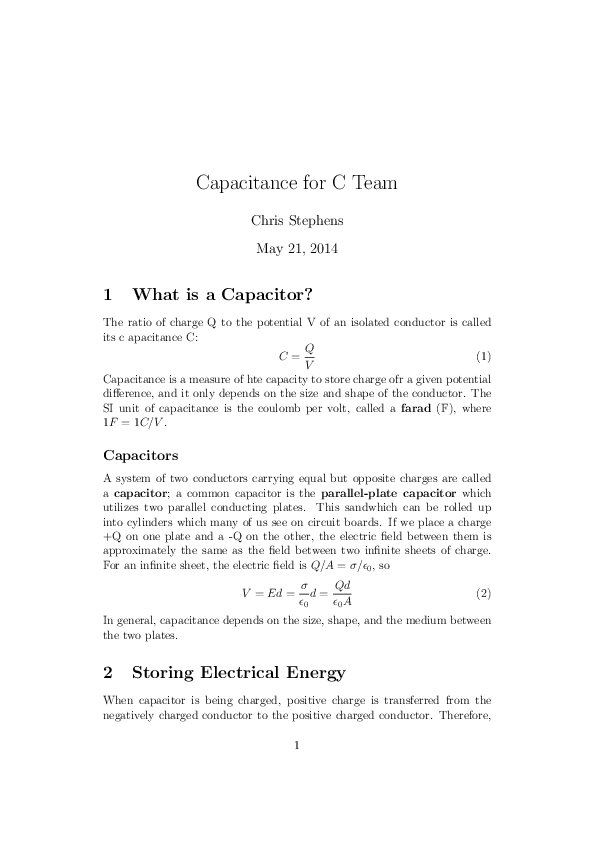 Capacitance for C Team
Chris Stephens
May 21, 2014
1 What is a Capacitor?
The ratio of charge Q to the potential V of an isolated conductor is called
its c apacitance C:
C = Q/V (1)
Capacitance is a measure of hte capacity to store charge ofr a given potential
difference, and it only depends on the size and shape of the conductor. The
SI unit of capacitance is the coulomb per volt, called a farad (F), where
1F = 1C/V.
Capacitors
A system of two conductors carrying equal but opposite charges are called
a capacitor; a common capacitor is the parallel-plate capacitor which
utilizes two parallel conducting plates. This sandwhich can be rolled up
into cylinders which many of us see on circuit boards. If we place a charge
+Q on one plate and a -Q on the other, the electric field between them is
approximately the same as the field between two infinite sheets of charge.
For an infinite sheet, the electric field is Q/A = σ/ϵ₀, so
V = Ed = σ/ϵ₀ d = Qd/ϵ₀A (2)
In general, capacitance depends on the size, shape, and the medium between
the two plates.
2 Storing Electrical Energy
When capacitor is being charged, positive charge is transferred from the
negatively charged conductor to the positive charged conductor. Therefore,
1